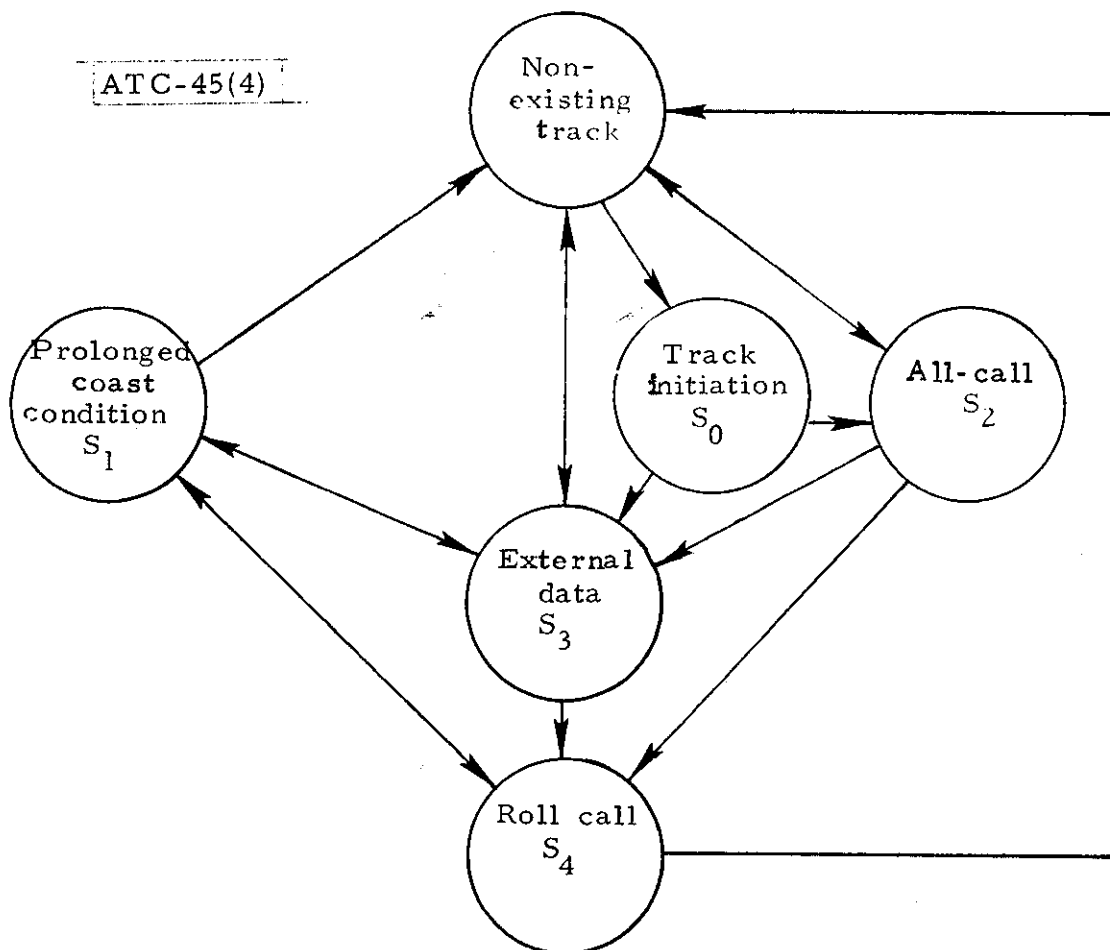 ATC-45(4)
Non-
existing
track
Prolonged
coast
condition
S1
Track
initiation
S0
All-call
S2
External
data
S3
Roll call
S4